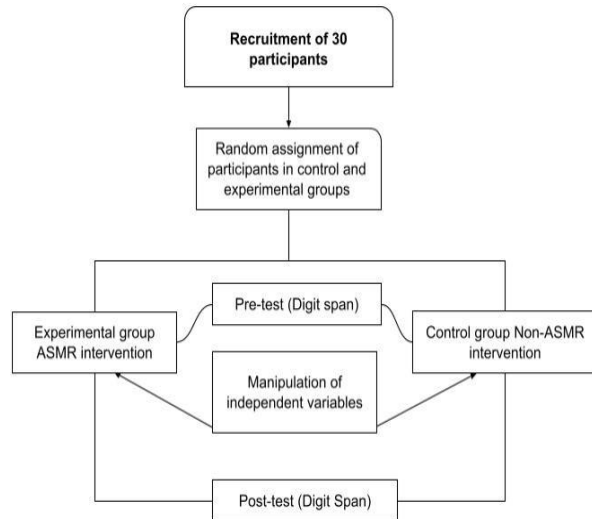 Recruitment of 30
participants
Random assignment of
participants in control and
experimental groups
Pre-test (Digit span)
Experimental group
ASMR intervention
Control group Non-ASMR
intervention
Manipulation of
independent variables
Post-test (Digit Span)